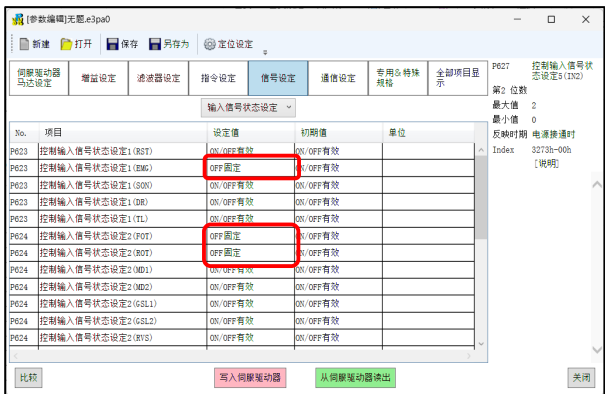 [参数编辑]无题.e3pa0
新建 打开 保存 另存为 定位设定
伺服驱动器马达设定 增益设定 滤波器设定 指令设定 信号设定 通信设定 专用&特殊规格 全部项目显示
输入信号状态设定
No. 项目 设定值 初期值 单位
P623 控制输入信号状态设定1(RST) ON/OFF有效 ON/OFF有效
P623 控制输入信号状态设定1(EMG) OFF固定 ON/OFF有效
P623 控制输入信号状态设定1(SON) ON/OFF有效 ON/OFF有效
P623 控制输入信号状态设定1(DR) ON/OFF有效 ON/OFF有效
P623 控制输入信号状态设定1(TL) ON/OFF有效 ON/OFF有效
P624 控制输入信号状态设定2(FOT) OFF固定 ON/OFF有效
P624 控制输入信号状态设定2(ROT) OFF固定 ON/OFF有效
P624 控制输入信号状态设定2(MD1) ON/OFF有效 ON/OFF有效
P624 控制输入信号状态设定2(MD2) ON/OFF有效 ON/OFF有效
P624 控制输入信号状态设定2(GSL1) ON/OFF有效 ON/OFF有效
P624 控制输入信号状态设定2(GSL2) ON/OFF有效 ON/OFF有效
P624 控制输入信号状态设定2(RVS) ON/OFF有效 ON/OFF有效
比较 写入伺服驱动器 从伺服驱动器读出 关闭
P627 控制输入信号状态设定5(IN2)
第2 位数
最大值 2
最小值 0
反映时期 电源接通时
Index 3273h-00h
[说明]